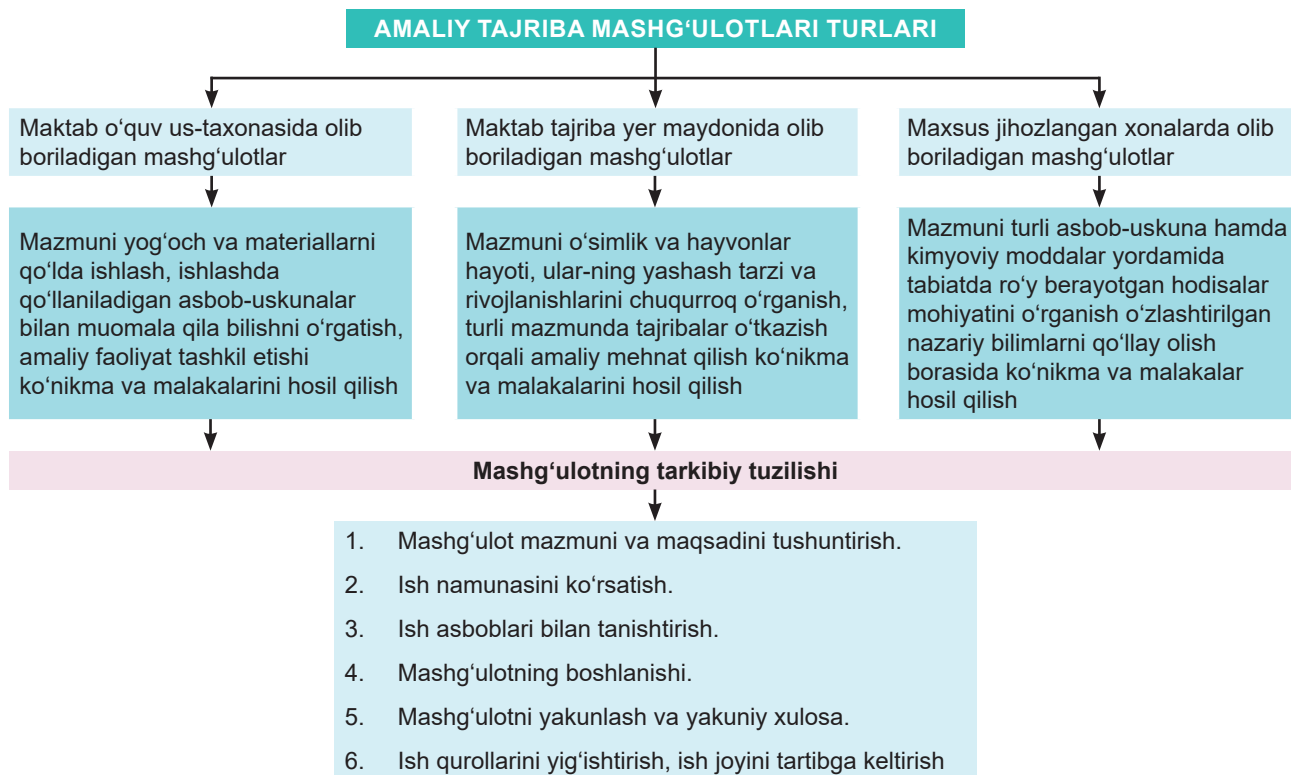 AMALIY TAJRIBA MASHG‘ULOTLARI TURLARI
Maktab o‘quv us-taxonasida olib
boriladigan mashg‘ulotlar
Maktab tajriba yer maydonida olib
boriladigan mashg‘ulotlar
Maxsus jihozlangan xonalarda olib
boriladigan mashg‘ulotlar
Mazmuni yog‘och va materiallarni
qo‘lda ishlash, ishlashda
qo‘llaniladigan asbob-uskunalar
bilan muomala qila bilishni o‘rgatish,
amaliy faoliyat tashkil etishi
ko‘nikma va malakalarini hosil qilish
Mazmuni o‘simlik va hayvonlar
hayoti, ular-ning yashash tarzi va
rivojlanishlarini chuqurroq o‘rganish,
turli mazmunda tajribalar o‘tkazish
orqali amaliy mehnat qilish ko‘nikma
va malakalarini hosil qilish
Mazmuni turli asbob-uskuna hamda
kimyoviy moddalar yordamida
tabiatda ro‘y berayotgan hodisalar
mohiyatini o‘rganish o‘zlashtirilgan
nazariy bilimlarni qo‘llay olish
borasida ko‘nikma va malakalar
hosil qilish
Mashg‘ulotning tarkibiy tuzilishi
1. Mashg‘ulot mazmuni va maqsadini tushuntirish.
2. Ish namunasini ko‘rsatish.
3. Ish asboblari bilan tanishtirish.
4. Mashg‘ulotning boshlanishi.
5. Mashg‘ulotni yakunlash va yakuniy xulosa.
6. Ish qurollarini yig‘ishtirish, ish joyini tartibga keltirish